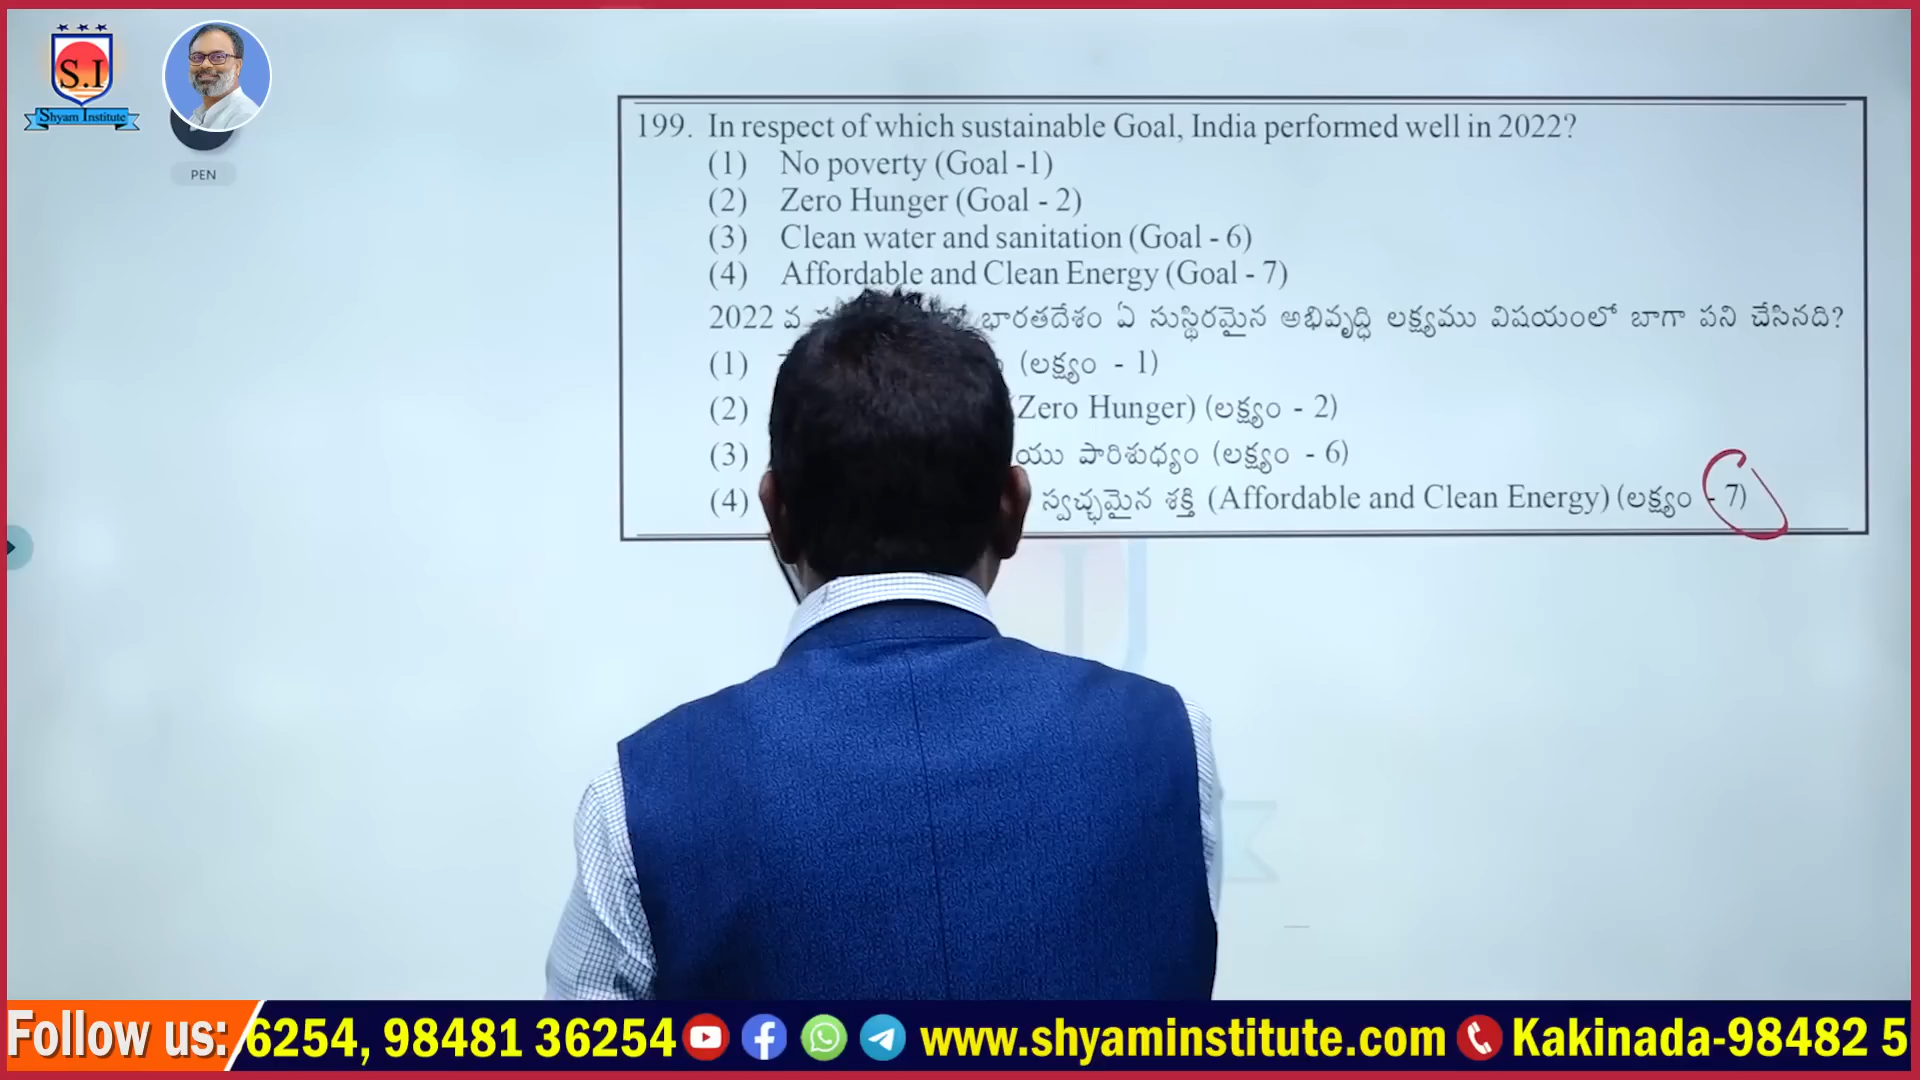 S.I
Shyam Institute
PEN
199. In respect of which sustainable Goal, India performed well in 2022?
(1) No poverty (Goal -1)
(2) Zero Hunger (Goal - 2)
(3) Clean water and sanitation (Goal - 6)
(4) Affordable and Clean Energy (Goal - 7)
2022 వ భారతదేశం ఏ సుస్థిరమైన అభివృద్ధి లక్ష్యము విషయంలో బాగా పని చేసినది?
(1) (లక్ష్యం - 1)
(2) (Zero Hunger) (లక్ష్యం - 2)
(3) పారిశుధ్యం (లక్ష్యం - 6)
(4) స్వచ్ఛమైన శక్తి (Affordable and Clean Energy) (లక్ష్యం - 7)
Follow us: 6254, 98481 36254 www.shyaminstitute.com Kakinada-98482 5